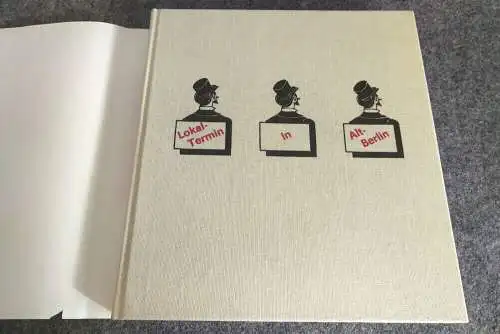 Lokal-
Termin
in
Alt-
Berlin